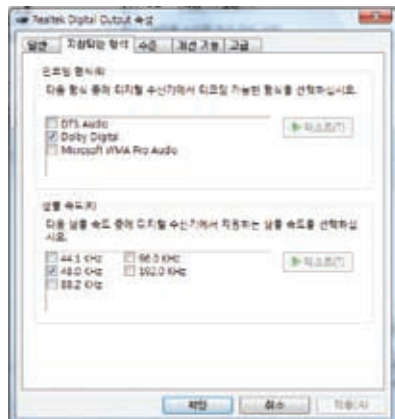 Realtek Digital Output 속성
일반 지원되는 형식 수준 개선 기능 고급
인코딩 형식(E)
다음 형식 중에 디지털 수신기에서 디코딩 가능한 형식을 선택하십시오.
DTS Audio
Dolby Digital
Microsoft WMA Pro Audio
테스트(T)
샘플 속도(R)
다음 샘플 속도 중에 디지털 수신기에서 지원하는 샘플 속도를 선택하십
시오.
44.1 KHz 96.0 KHz
48.0 KHz 192.0 KHz
88.2 KHz
테스트(T)
확인 취소 적용(A)